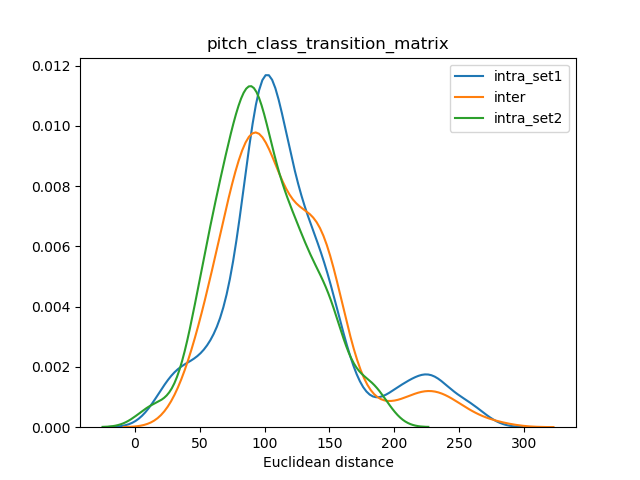 pitch_class_transition_matrix
0.012
0.010
0.008
0.006
0.004
0.002
0.000
intra_set1
inter
intra_set2
0 50 100 150 200 250 300
Euclidean distance